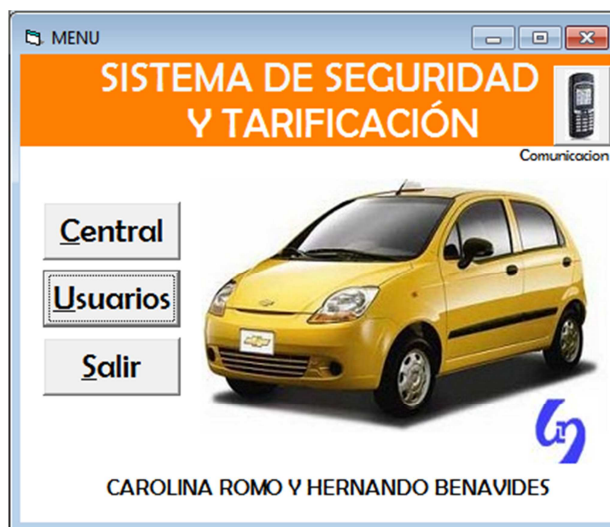 MENU
SISTEMA DE SEGURIDAD
Y TARIFICACIÓN
Comunicacion
Central
Usuarios
Salir
CAROLINA ROMO Y HERNANDO BENAVIDES